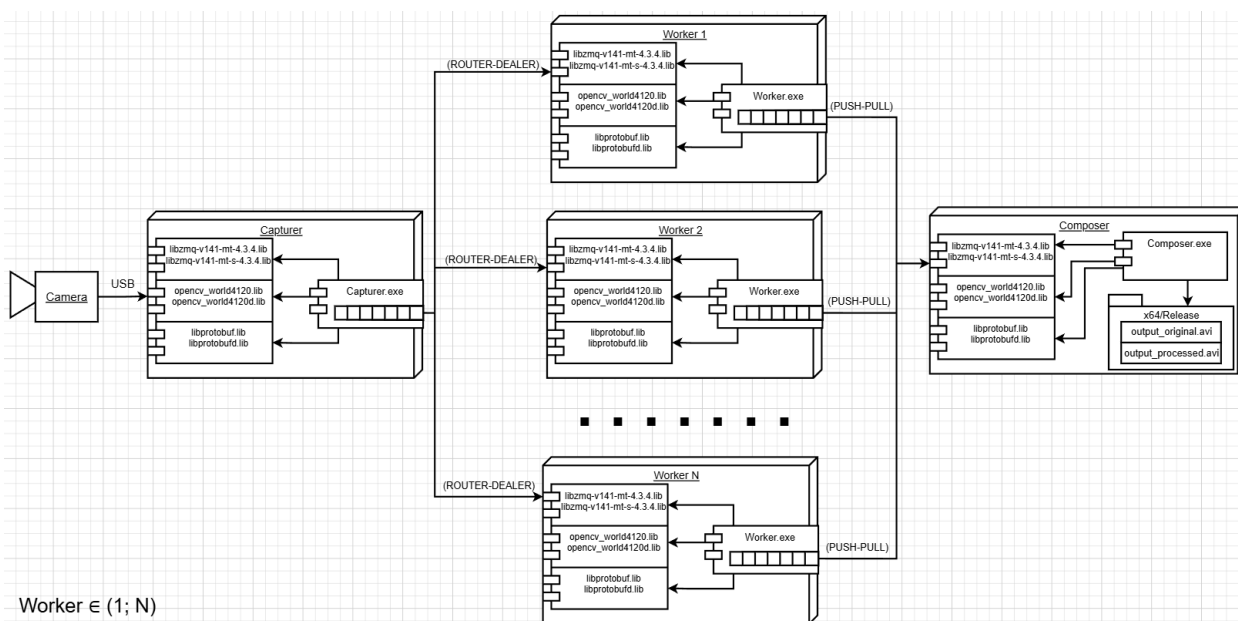 Camera
USB
Capturer
libzmq-v141-mt-4.3.4.lib
libzmq-v141-mt-s-4.3.4.lib
opencv_world4120.lib
opencv_world4120d.lib
libprotobuf.lib
libprotobufd.lib
Capturer.exe
(ROUTER-DEALER)
Worker 1
libzmq-v141-mt-4.3.4.lib
libzmq-v141-mt-s-4.3.4.lib
opencv_world4120.lib
opencv_world4120d.lib
libprotobuf.lib
libprotobufd.lib
Worker.exe
(PUSH-PULL)
(ROUTER-DEALER)
Worker 2
libzmq-v141-mt-4.3.4.lib
libzmq-v141-mt-s-4.3.4.lib
opencv_world4120.lib
opencv_world4120d.lib
libprotobuf.lib
libprotobufd.lib
Worker.exe
(PUSH-PULL)
(ROUTER-DEALER)
Worker N
libzmq-v141-mt-4.3.4.lib
libzmq-v141-mt-s-4.3.4.lib
opencv_world4120.lib
opencv_world4120d.lib
libprotobuf.lib
libprotobufd.lib
Worker.exe
(PUSH-PULL)
Composer
libzmq-v141-mt-4.3.4.lib
libzmq-v141-mt-s-4.3.4.lib
opencv_world4120.lib
opencv_world4120d.lib
libprotobuf.lib
libprotobufd.lib
Composer.exe
x64/Release
output_original.avi
output_processed.avi
Worker ∈ (1; N)